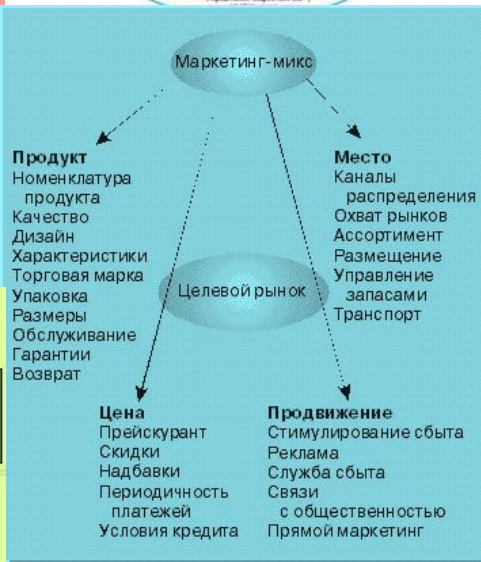 Маркетинг-микс
Продукт
Номенклатура
продукта
Качество
Дизайн
Характеристики
Торговая марка
Упаковка
Размеры
Обслуживание
Гарантии
Возврат
Место
Каналы
распределения
Охват рынков
Ассортимент
Размещение
Управление
запасами
Транспорт
Целевой рынок
Цена
Прейскурант
Скидки
Надбавки
Периодичность
платежей
Условия кредита
Продвижение
Стимулирование сбыта
Реклама
Служба сбыта
Связи
с общественностью
Прямой маркетинг